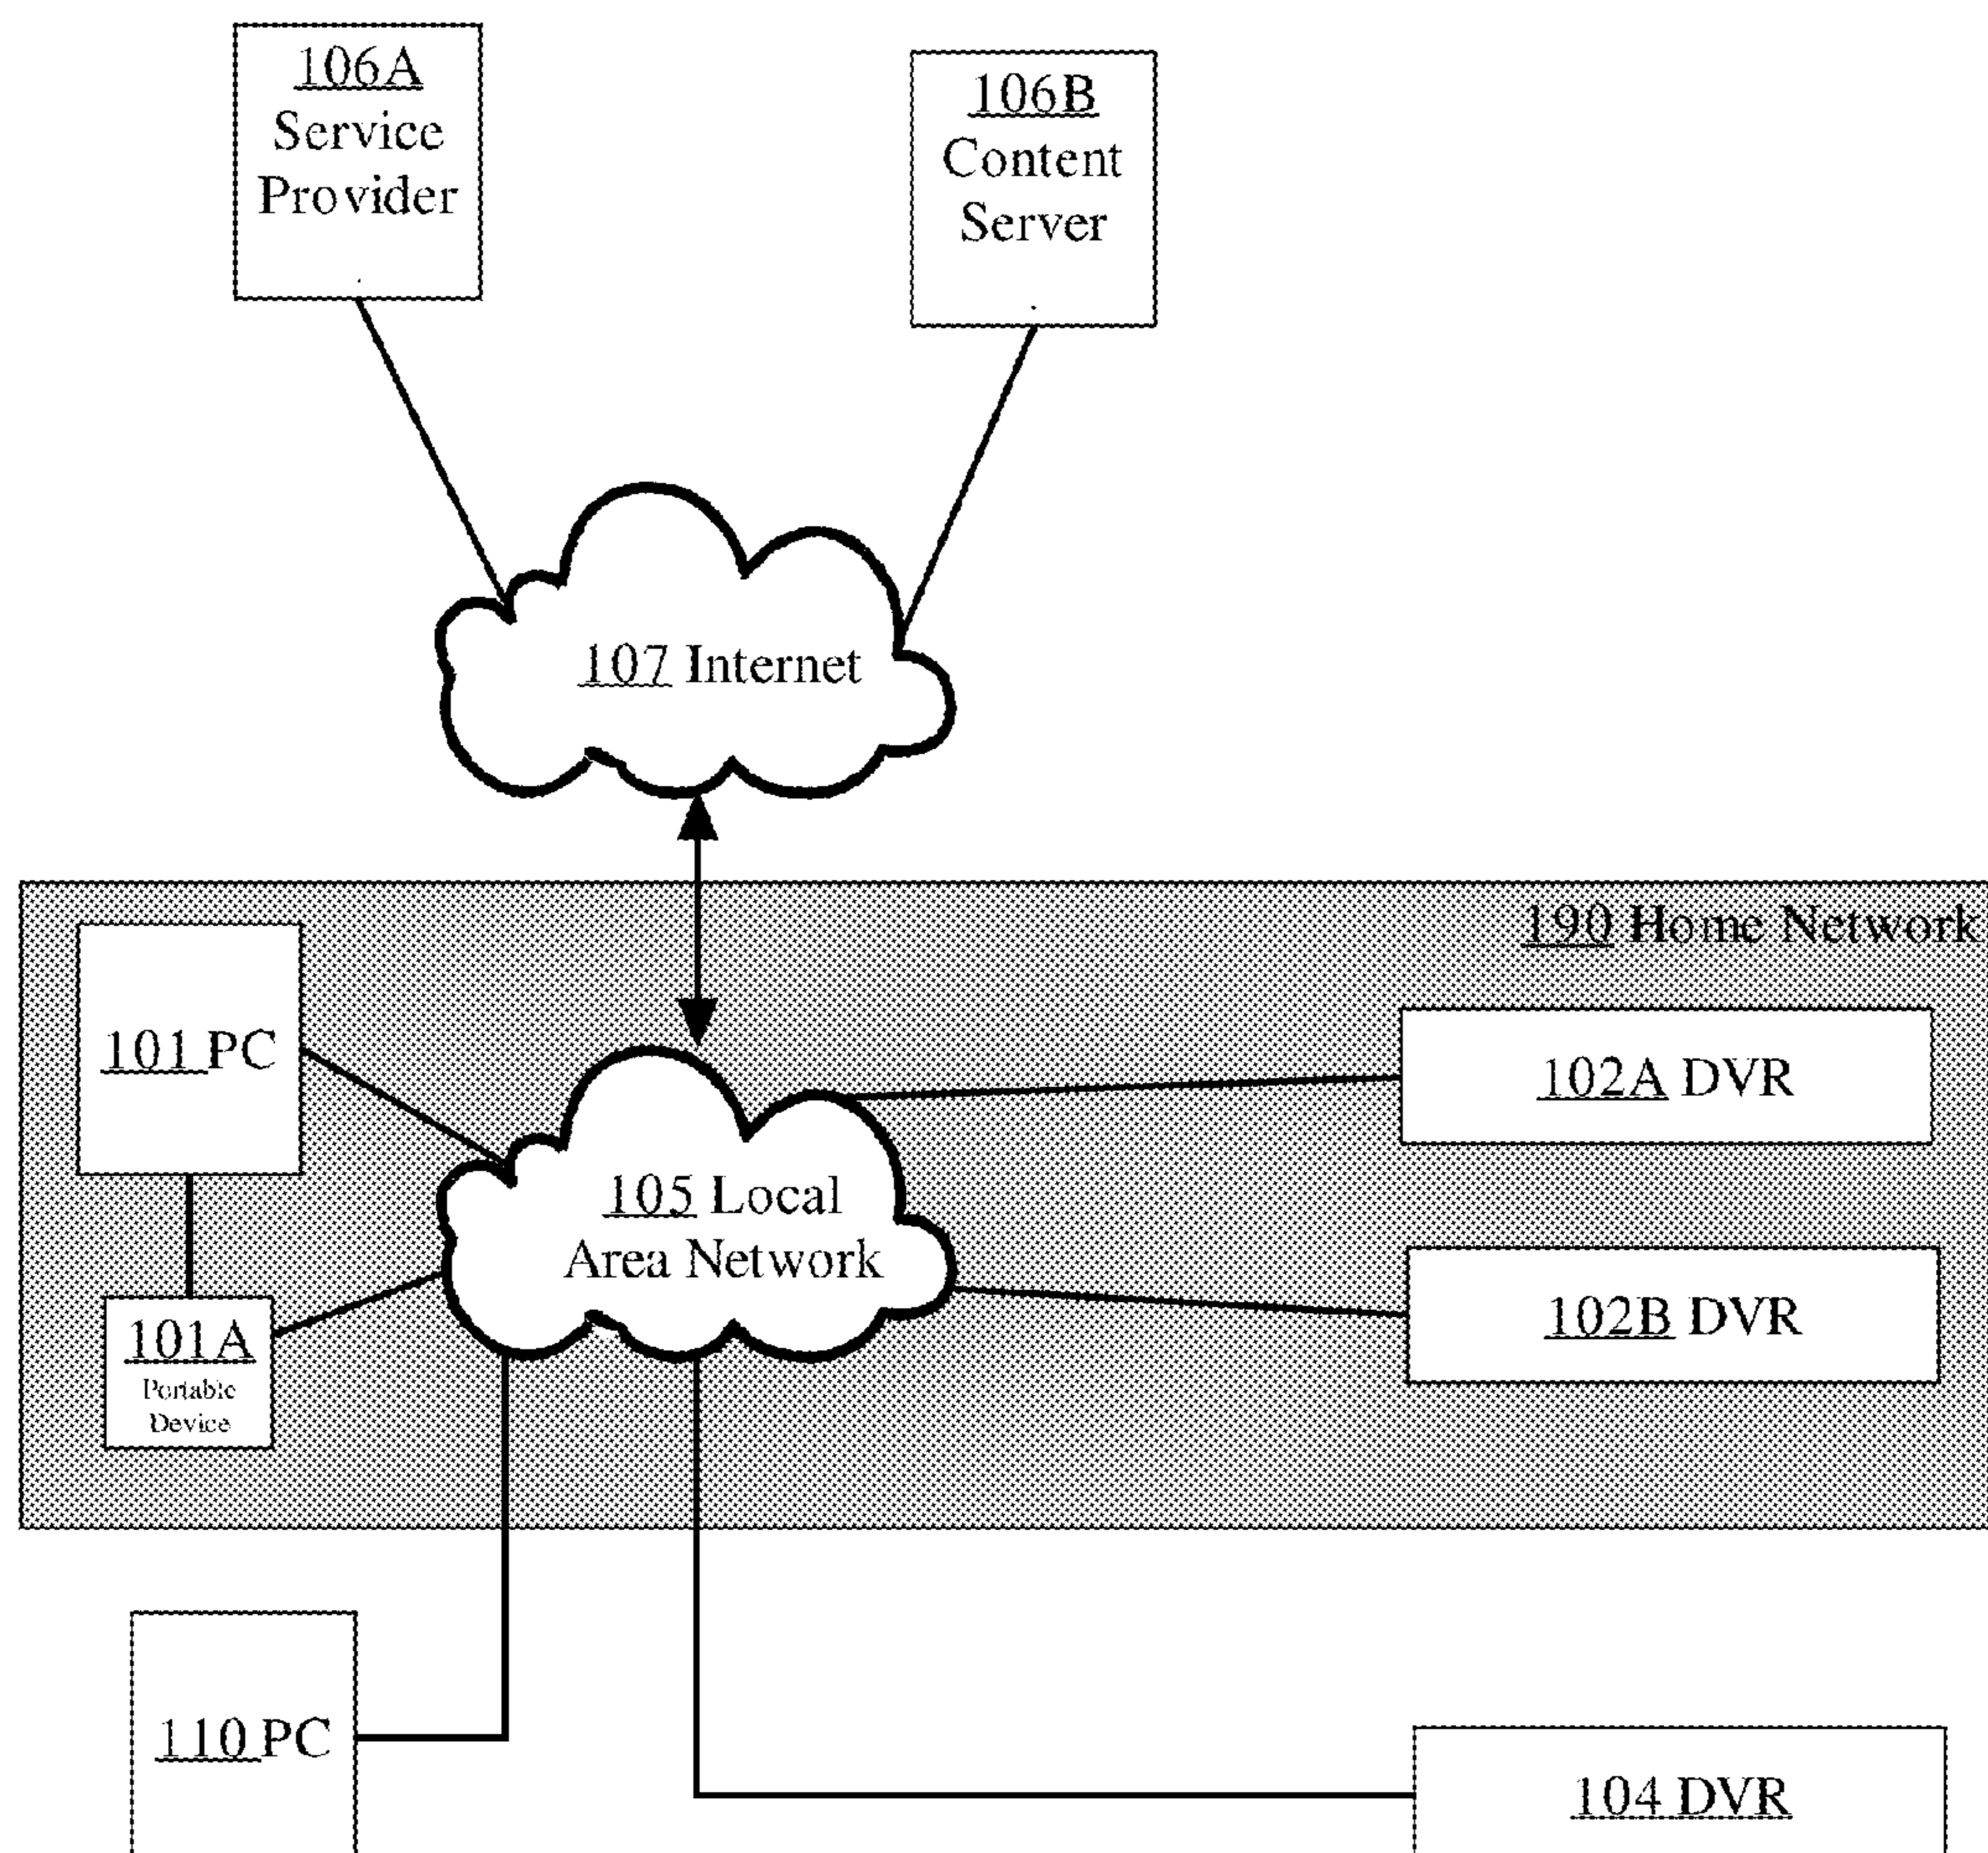 106A
Service
Provider
106B
Content
Server
107 Internet
190 Home Network
101 PC
102A DVR
105 Local
Area Network
102B DVR
101A
Portable
Device
110 PC
104 DVR